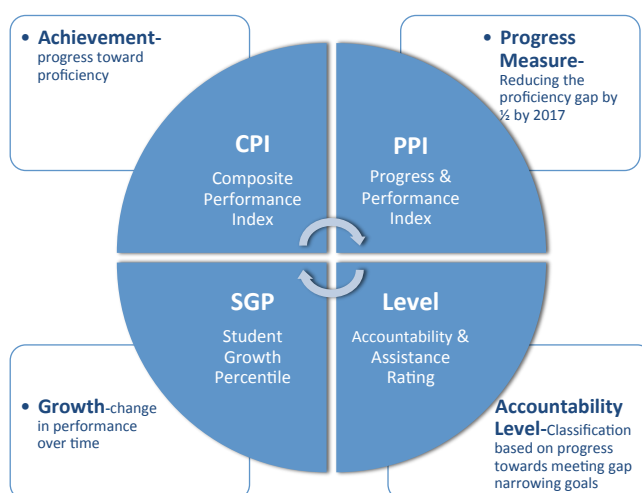 • Achievement-
progress toward
proficiency
• Progress
Measure-
Reducing the
proficiency gap by
½ by 2017
CPI
Composite
Performance
Index
PPI
Progress &
Performance
Index
SGP
Student
Growth
Percentile
Level
Accountability &
Assistance
Rating
• Growth-change
in performance
over time
Accountability
Level-Classification
based on progress
towards meeting gap
narrowing goals